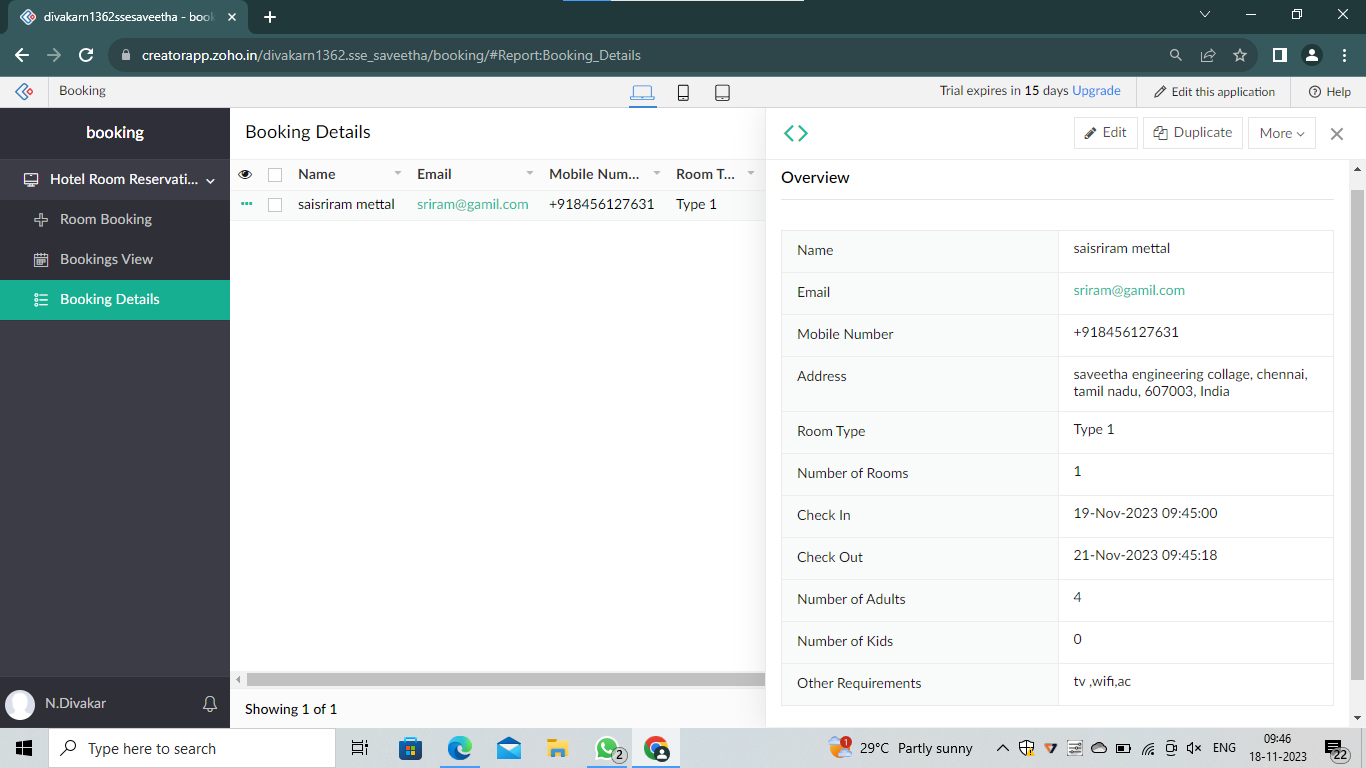 divakarn1362ssesaveetha - book
creatorapp.zoho.in/divakarn1362.sse_saveetha/booking/#Report:Booking_Details
Booking
Trial expires in 15 days Upgrade
Edit this application
Help
booking
Hotel Room Reservati...
Room Booking
Bookings View
Booking Details
N.Divakar
Booking Details
Name Email Mobile Num... Room T...
saisriram mettal sriram@gamil.com +918456127631 Type 1
Showing 1 of 1
Edit Duplicate More
Overview
Name saisriram mettal
Email sriram@gamil.com
Mobile Number +918456127631
Address saveetha engineering collage, chennai,
tamil nadu, 607003, India
Room Type Type 1
Number of Rooms 1
Check In 19-Nov-2023 09:45:00
Check Out 21-Nov-2023 09:45:18
Number of Adults 4
Number of Kids 0
Other Requirements tv ,wifi,ac
Type here to search
2
1
29°C Partly sunny
ENG
09:46
18-11-2023
22